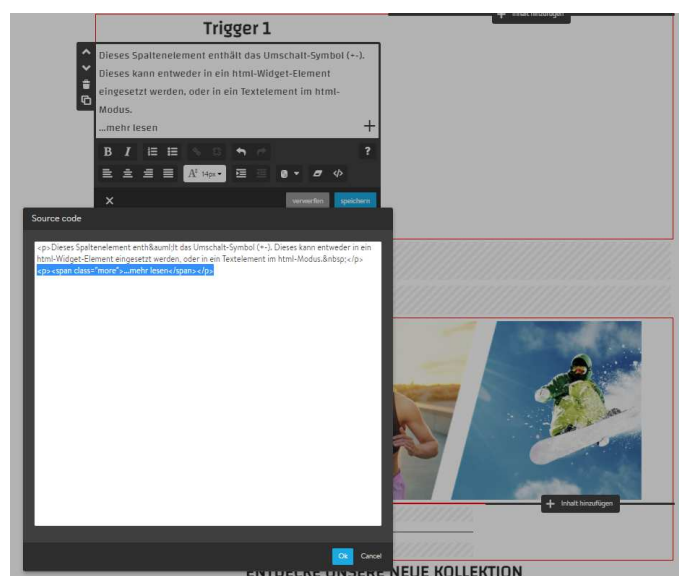 Inhalt hinzufügen
Trigger 1
Dieses Spaltenelement enthält das Umschalt-Symbol (+-).
Dieses kann entweder in ein html-Widget-Element
eingesetzt werden, oder in ein Textelement im html-
Modus.
...mehr lesen
B I ?
14px
verwerfen speichern
Source code
<p>Dieses Spaltenelement enth&auml;lt das Umschalt-Symbol (+-). Dieses kann entweder in ein
html-Widget-Element eingesetzt werden, oder in ein Textelement im html-Modus.&nbsp;</p>
<p><span class="more">...mehr lesen</span></p>
Inhalt hinzufügen
Ok Cancel
ENTDECKE UNSERE NEUE KOLLEKTION